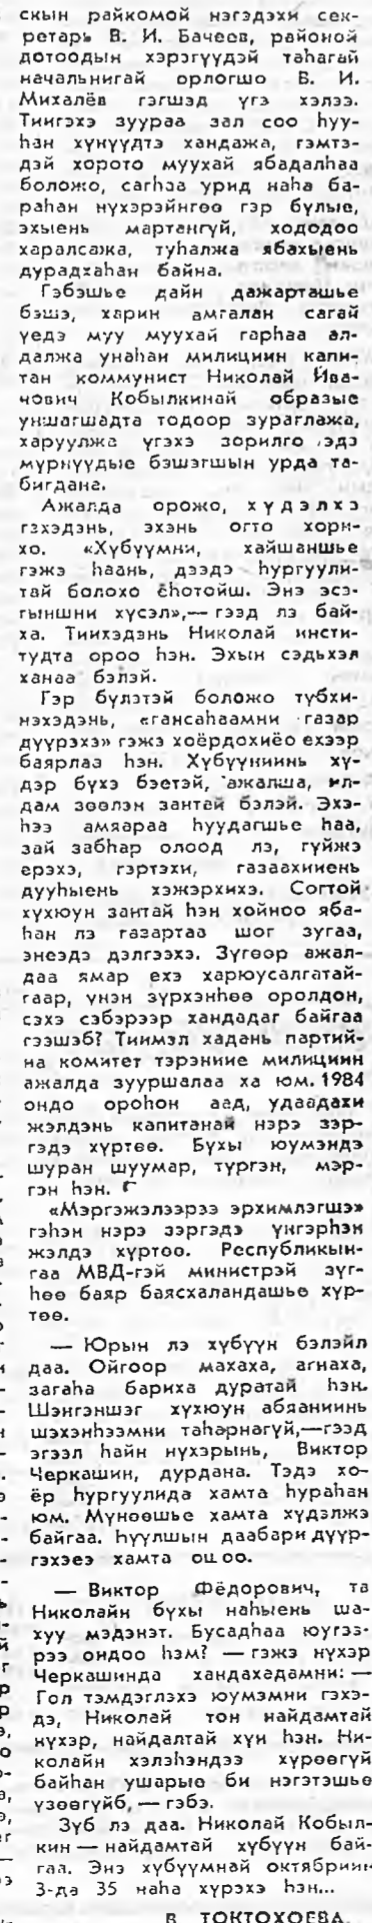 скын райкомой нэгэдэхи сек-
ретарь В. И. Бачеев, районой
дотоодын хэрэгүүдэй таһагай
начальнигай орлогшо В. И.
Михалёв гэгшэд үгэ хэлээ.
Тиигэхэ зуураа зал соо һуу-
һан хүнүүдтэ хандажа, гэмтэ-
дэй хорото муухай ябадалһаа
боложо, сагһаа урид наһа ба-
раһан нүхэрэйнгөө гэр бүлые,
эхыень мартангүй, ходоодоо
харалсажа, туһалжа ябахыень
дурадхаһан байна.
Гэбэшье дайн дажарташье
бэшэ, харин амгалан сагай
үедэ муу муухай гарһаа ал-
далжа унаһан милициин капи-
тан коммунист Николай Ива-
нович Кобылкинай образые
уншагшадта тодоор зураглажа,
харуулжа үгэхэ зорилго эдэ
мүрнүүдые бэшэгшын урда та-
бигдана.
Ажалда орожо, хүдэлхэ
гэхэдэнь, эхэнь огто хори-
хо. «Хүбүүмни, хайшаншье
гэжэ һаань, дээдэ һургуули-
тай болохо ёһотойш. Энэ эсэ-
гыншни хүсэл»,— гээд лэ бай-
ха. Тиихэдэнь Николай инсти-
тудта ороо һэн. Эхын сэдьхэл
ханаа бэлэй.
Гэр бүлэтэй боложо түбхи-
нэхэдэнь, «гансаһаамни газар
дүүрэхэ» гэжэ хоёрдохиёо ехээр
баярлаа һэн. Хүбүүниинь хү-
дэр бүхэ бэетэй, ажалша, ил-
дам зөөлэн зантай бэлэй. Эхэ-
һээ амяараа һуудагшье һаа,
зай забһар олоод лэ, гүйжэ
ерэхэ, гэртэхи, газаахииень
дууһыень хэжэрхихэ. Согтой
хүхюун зантай һэн хойноо яба-
һан лэ газартаа шог зугаа,
энеэдэ дэлгээхэ. Зүгөөр ажал-
даа ямар ехэ харюусалгатай-
гаар, үнэн зүрхэнһөө оролдон,
сэхэ сэбэрээр хандадаг байгаа
гээшэб? Тиимэл хадань партий-
на комитет тэрэниие милициин
ажалда зууршалаа ха юм. 1984
ондо ороһон аад, удаадахи
жэлдэнь капитанай нэрэ зэр-
гэдэ хүртөө. Бүхы юумэндэ
шуран шуумар, түргэн, мэр-
гэн һэн.
«Мэргэжэлээрээ эрхимлэгшэ»
гэһэн нэрэ зэргэдэ үнгэрһэн
жэлдэ хүртөө. Республикын-
гаа МВД-гэй министрэй зүг-
һөө баяр баясхаландашье хүр-
төө.
— Юрын лэ хүбүүн бэлэйл
даа. Ойгоор махаха, агнаха,
загаһа бариха дуратай һэн.
Шэнгэншэг хүхюун абяаниинь
шэхэнһээмни таһарнагүй,—гээд
эгээл һайн нүхэрынь, Виктор
Черкашин, дурдана. Тэдэ хо-
ёр һургуулида хамта һураһан
юм. Мүнөөшье хамта хүдэлжэ
байгаа. Һүүлшын даабари дүүр-
гэхэеэ хамта ошоо.
— Виктор Фёдорович, та
Николайн бүхы наһыень ша-
хуу мэдэнэт. Бусадһаа юугээ-
рээ ондоо һэм? — гэжэ нүхэр
Черкашинда хандахадамни: —
Гол тэмдэглэхэ юумэмни гэхэ-
дэ, Николай тон найдамтай
нүхэр, найдалтай хүн һэн. Ни-
колайн хэлэһэндээ хүрөөгүй
байһан ушарые би нэгэтэшье
үзөөгүйб,— гэбэ.
Зүб лэ даа. Николай Кобыл-
кин — найдамтай хүбүүн бай-
гаа. Энэ хүбүүмнай октябриин
3-да 35 наһа хүрэхэ һэн...
В. ТОКТОХОЕВА.